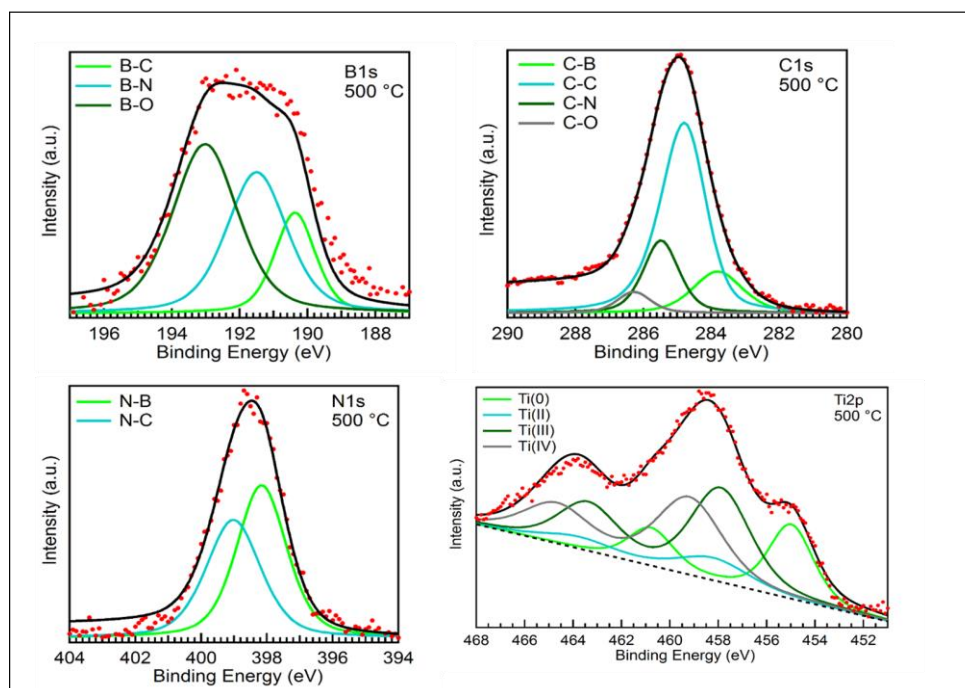 B-C
B-N
B-O
B1s
500 °C
Intensity (a.u.)
196 194 192 190 188
Binding Energy (eV)
C-B
C-C
C-N
C-O
C1s
500 °C
Intensity (a.u.)
290 288 286 284 282 280
Binding Energy (eV)
N-B
N-C
N1s
500 °C
Intensity (a.u.)
404 402 400 398 396 394
Binding Energy (eV)
Ti(0)
Ti(II)
Ti(III)
Ti(IV)
Ti2p
500 °C
Intensity (a.u.)
468 466 464 462 460 458 456 454 452
Binding Energy (eV)